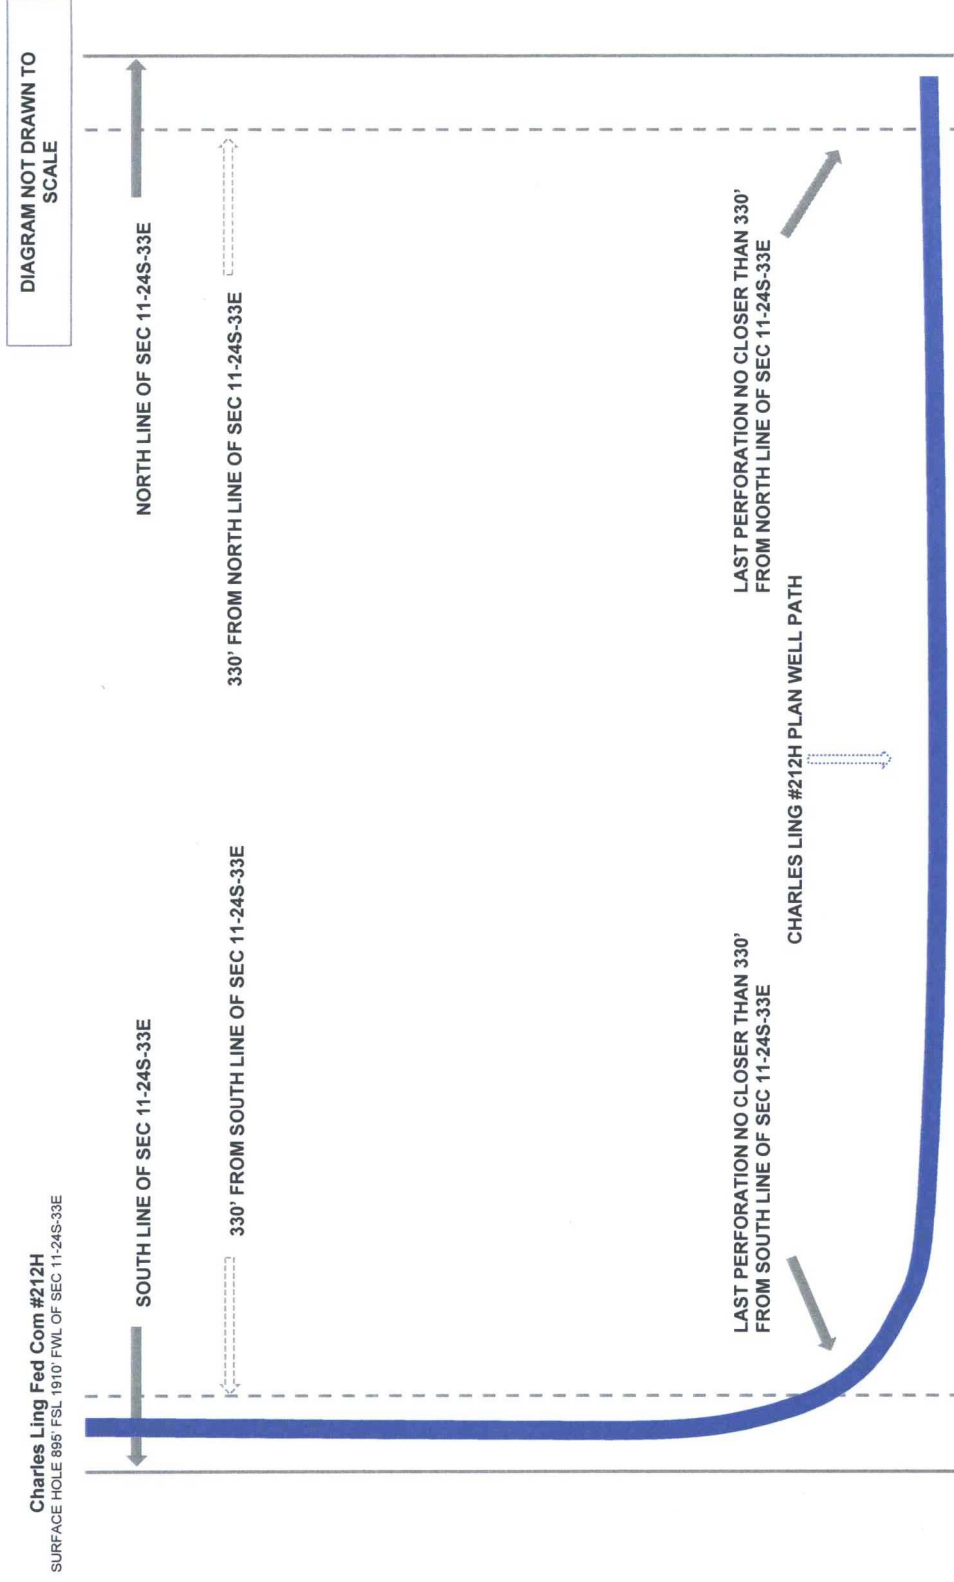 Charles Ling Fed Com #212H
SURFACE HOLE 895' FSL 1910' FWL OF SEC 11-24S-33E
DIAGRAM NOT DRAWN TO
SCALE
SOUTH LINE OF SEC 11-24S-33E
NORTH LINE OF SEC 11-24S-33E
330' FROM SOUTH LINE OF SEC 11-24S-33E
330' FROM NORTH LINE OF SEC 11-24S-33E
LAST PERFORATION NO CLOSER THAN 330'
FROM SOUTH LINE OF SEC 11-24S-33E
LAST PERFORATION NO CLOSER THAN 330'
FROM NORTH LINE OF SEC 11-24S-33E
CHARLES LING #212H PLAN WELL PATH